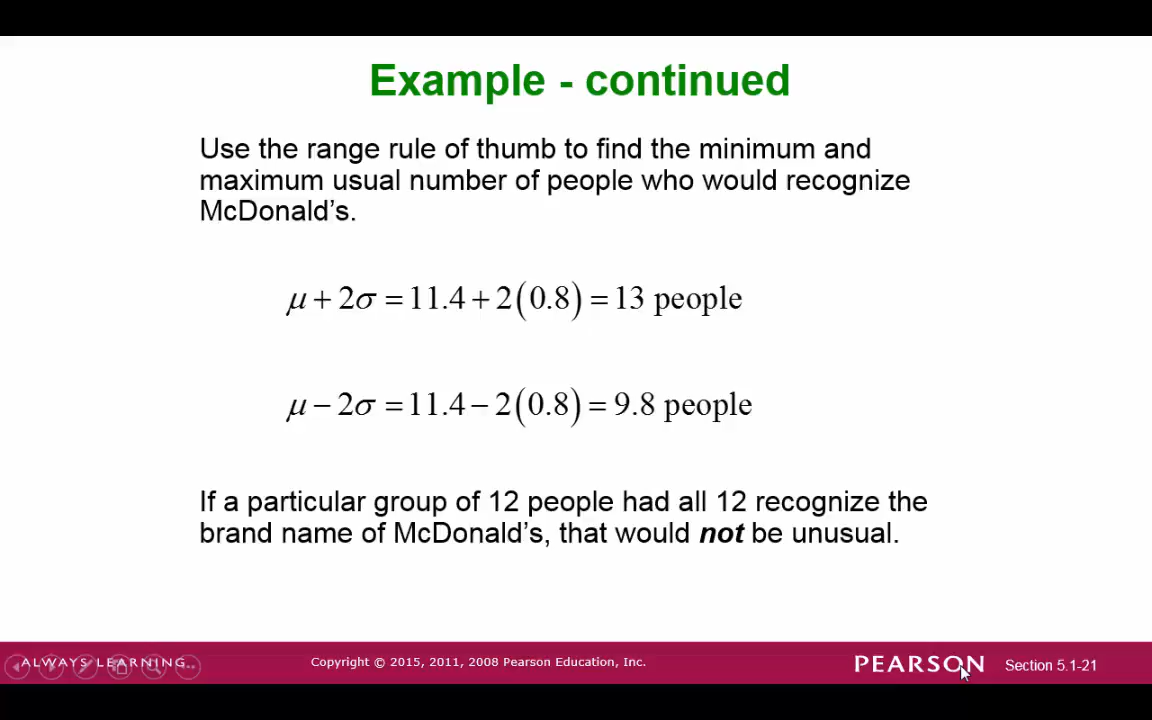 Example - continued
Use the range rule of thumb to find the minimum and
maximum usual number of people who would recognize
McDonald’s.
μ + 2σ = 11.4 + 2(0.8) = 13 people
μ − 2σ = 11.4 − 2(0.8) = 9.8 people
If a particular group of 12 people had all 12 recognize the
brand name of McDonald’s, that would not be unusual.
ALWAYS LEARNING
Copyright © 2015, 2011, 2008 Pearson Education, Inc.
PEARSON
Section 5.1-21